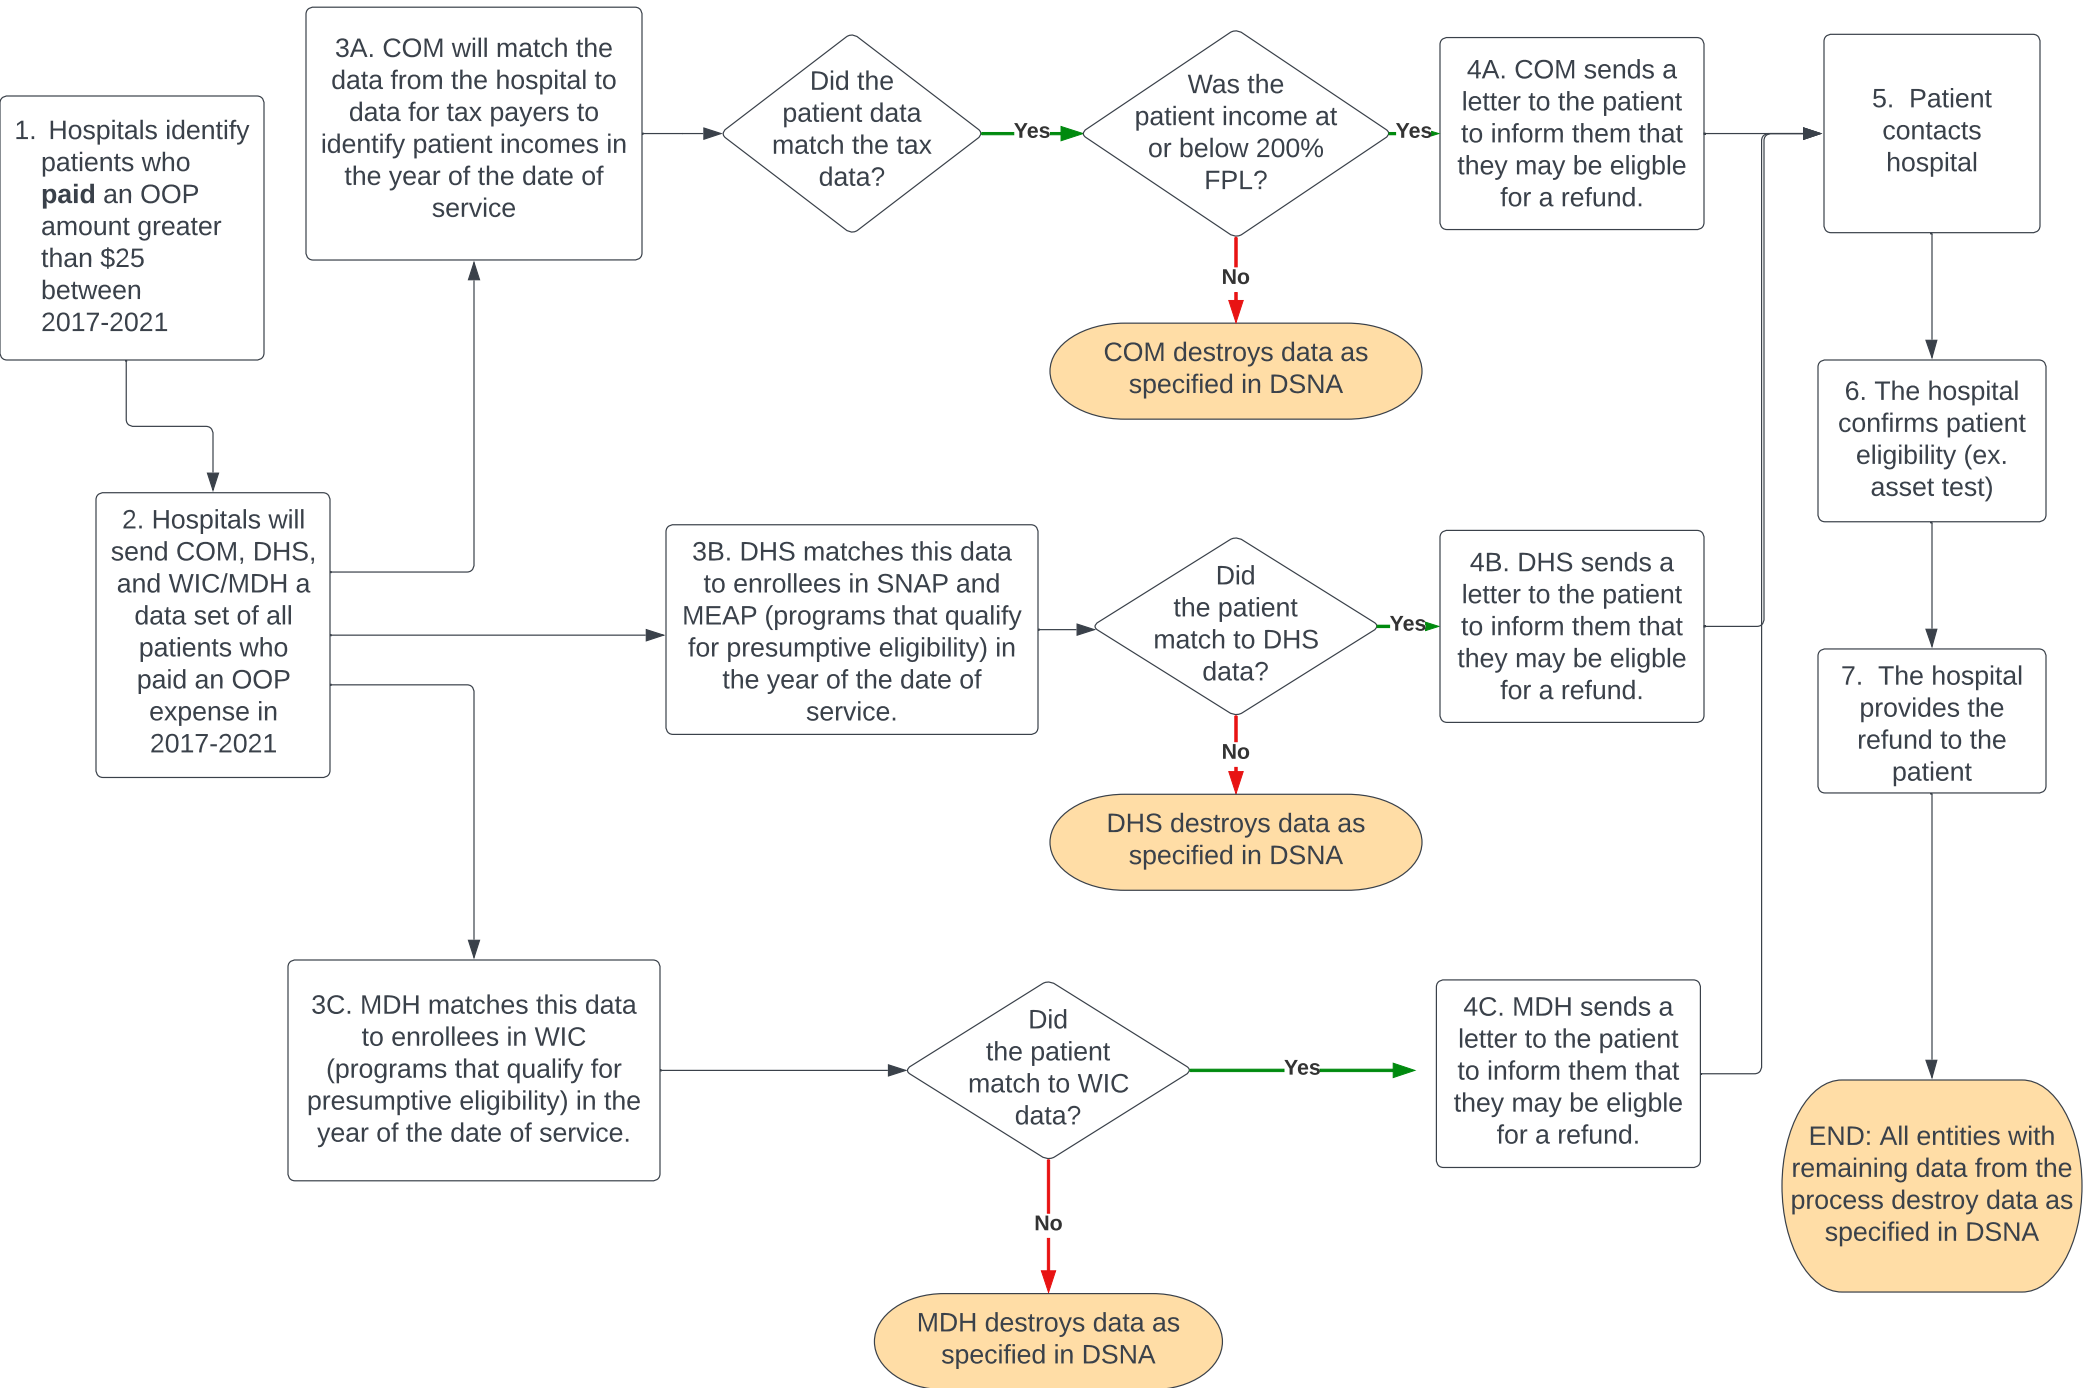 1.  Hospitals identify
patients who
paid an OOP
amount greater
than $25
between
2017-2021
2. Hospitals will
send COM, DHS,
and WIC/MDH a
data set of all
patients who
paid an OOP
expense in
2017-2021
3A. COM will match the
data from the hospital to
data for tax payers to
identify patient incomes in
the year of the date of
service
Did the
patient data
match the tax
data?
Yes
Was the
patient income at
or below 200%
FPL?
Yes
No
COM destroys data as
specified in DSNA
4A. COM sends a
letter to the patient
to inform them that
they may be eligble
for a refund.
3B. DHS matches this data
to enrollees in SNAP and
MEAP (programs that qualify
for presumptive eligibility) in
the year of the date of
service.
Did
the patient
match to DHS
data?
Yes
No
DHS destroys data as
specified in DSNA
4B. DHS sends a
letter to the patient
to inform them that
they may be eligble
for a refund.
3C. MDH matches this data
to enrollees in WIC
(programs that qualify for
presumptive eligibility) in the
year of the date of service.
Did
the patient
match to WIC
data?
Yes
No
MDH destroys data as
specified in DSNA
4C. MDH sends a
letter to the patient
to inform them that
they may be eligble
for a refund.
5.  Patient
contacts
hospital
6. The hospital
confirms patient
eligibility (ex.
asset test)
7.  The hospital
provides the
refund to the
patient
END: All entities with
remaining data from the
process destroy data as
specified in DSNA